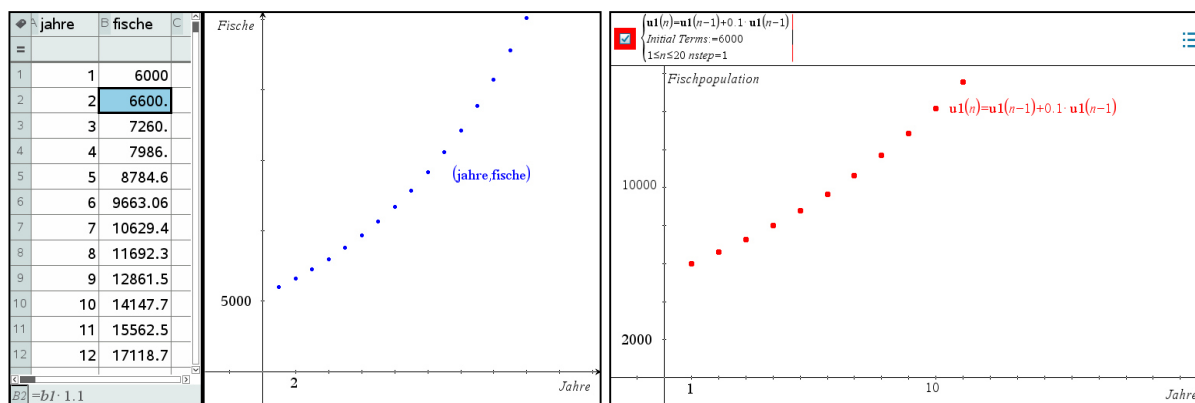 A jahre B fische C
=
1 1 6000
2 2 6600.
3 3 7260.
4 4 7986.
5 5 8784.6
6 6 9663.06
7 7 10629.4
8 8 11692.3
9 9 12861.5
10 10 14147.7
11 11 15562.5
12 12 17118.7
B2 =b1·1.1
Fische
(jahre,fische)
5000
2
Jahre
u1(n)=u1(n-1)+0.1·u1(n-1)
Initial Terms:=6000
1≤n≤20 nstep=1
Fischpopulation
u1(n)=u1(n-1)+0.1·u1(n-1)
10000
2000
1
10
Jahre